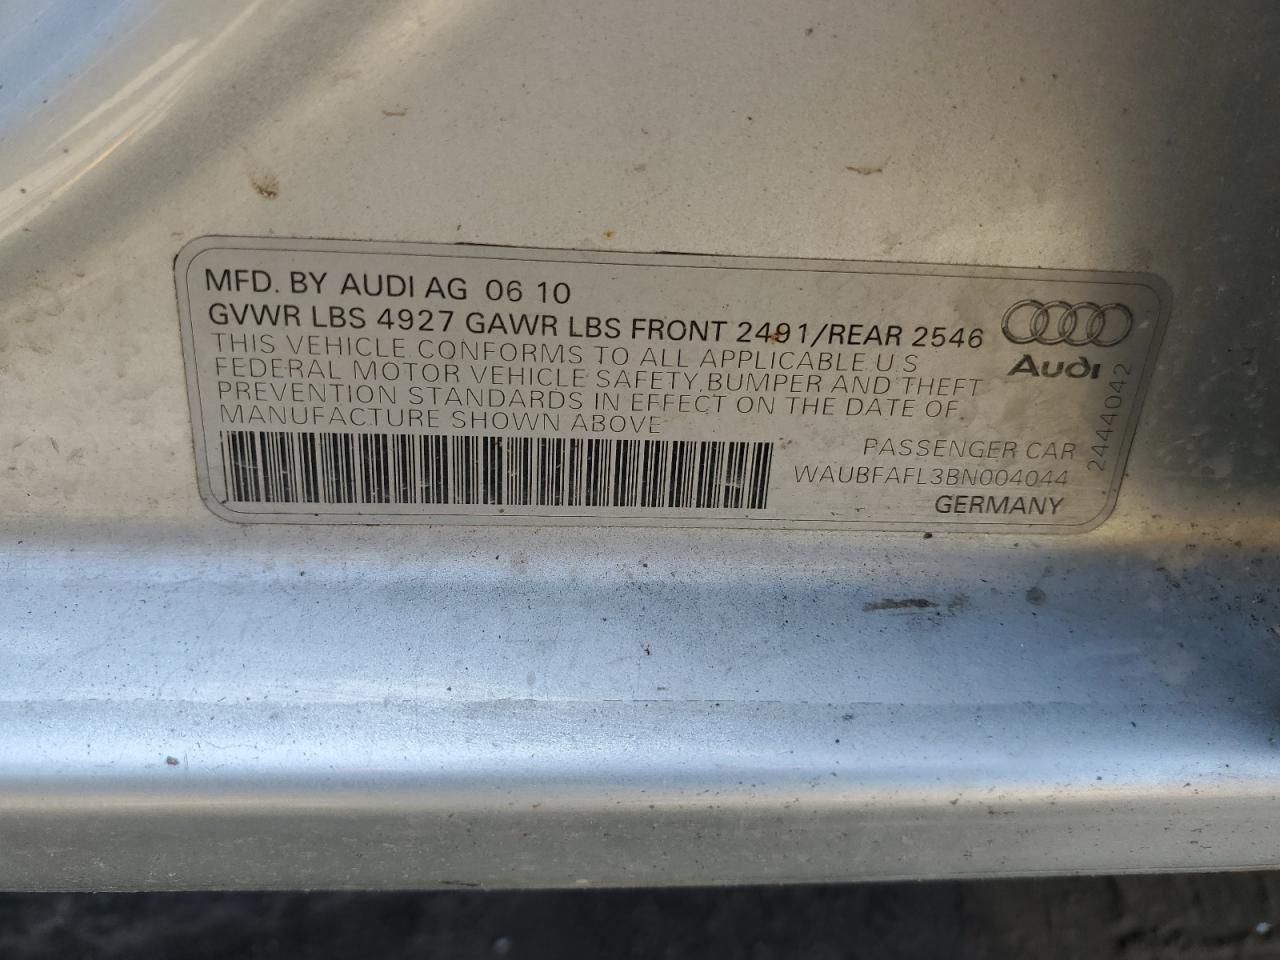 MFD. BY AUDI AG 06 10
GVWR LBS 4927 GAWR LBS FRONT 2491/REAR 2546
THIS VEHICLE CONFORMS TO ALL APPLICABLE U.S
FEDERAL MOTOR VEHICLE SAFETY, BUMPER AND THEFT
PREVENTION STANDARDS IN EFFECT ON THE DATE OF
MANUFACTURE SHOWN ABOVE
Audi
2444042
PASSENGER CAR
WAUBFAFL3BN004044
GERMANY